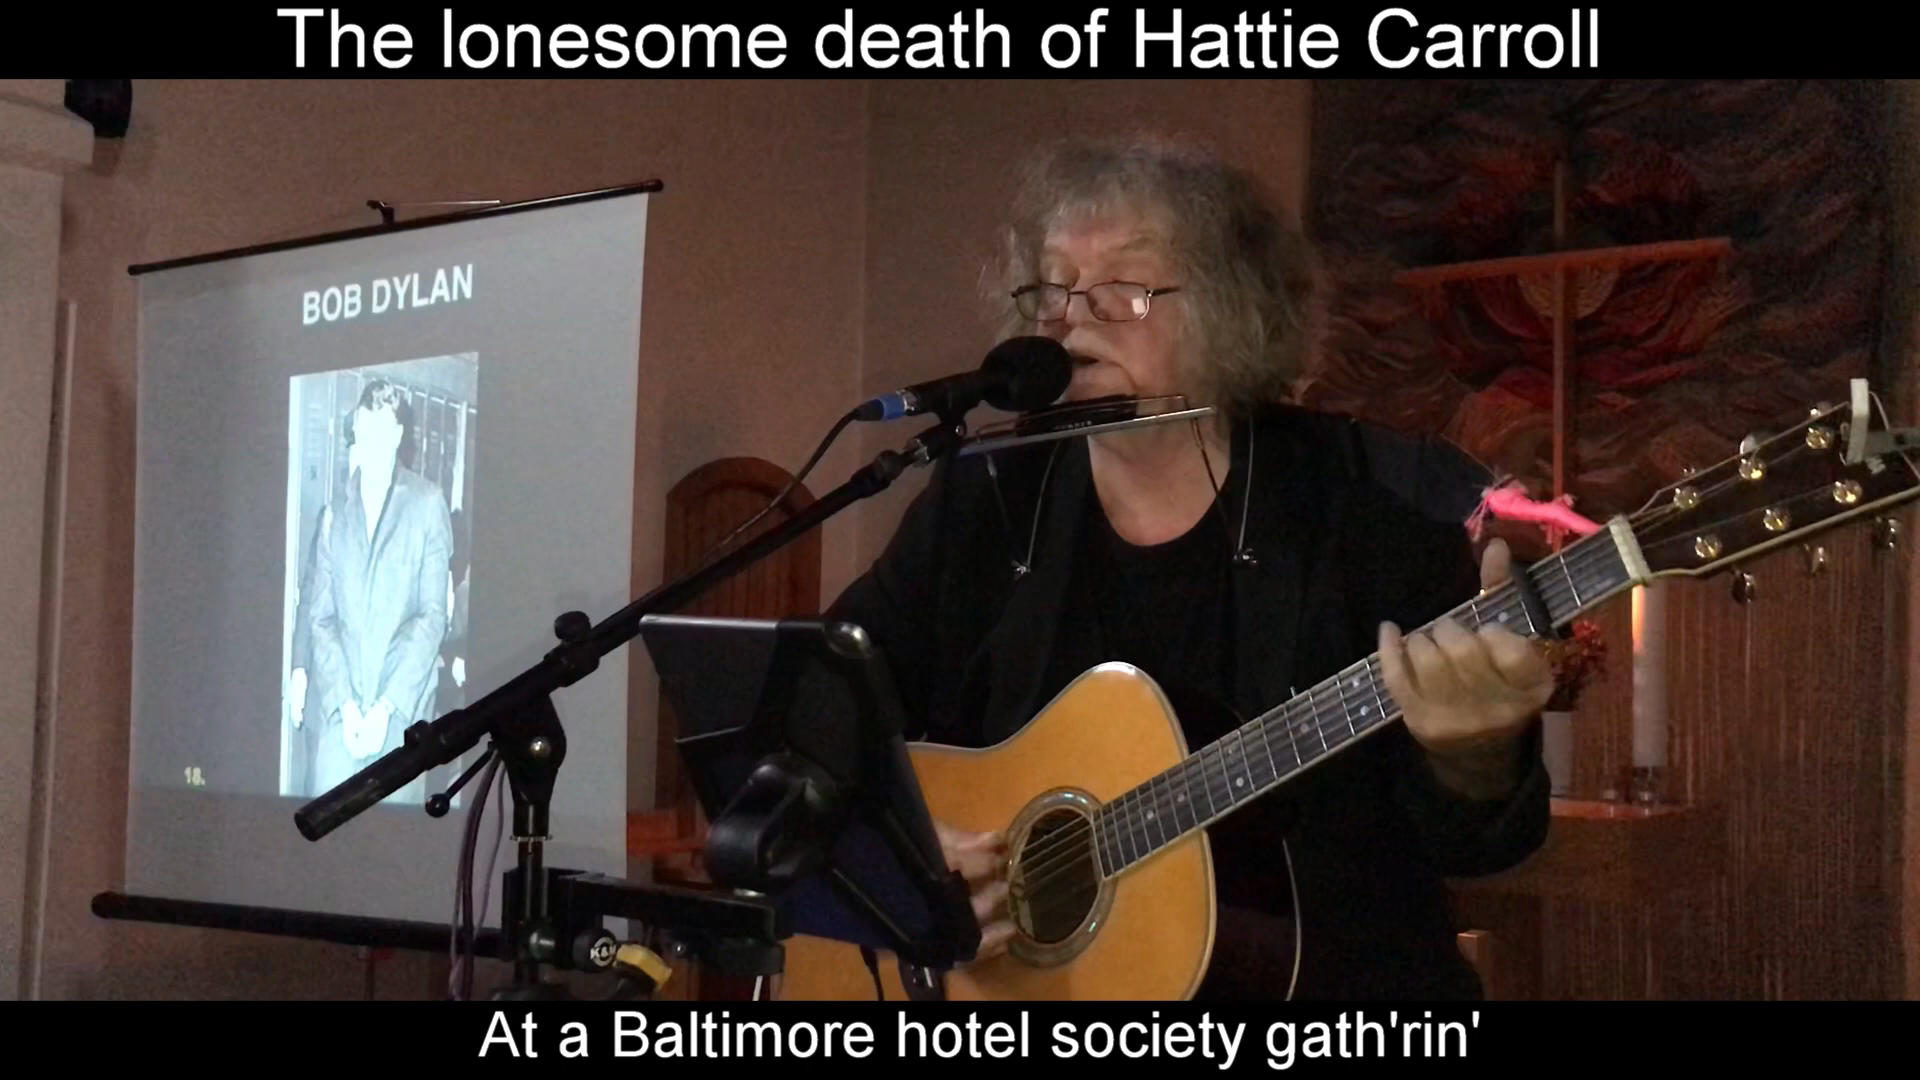 The lonesome death of Hattie Carroll
BOB DYLAN
18.
K&M
At a Baltimore hotel society gath'rin'